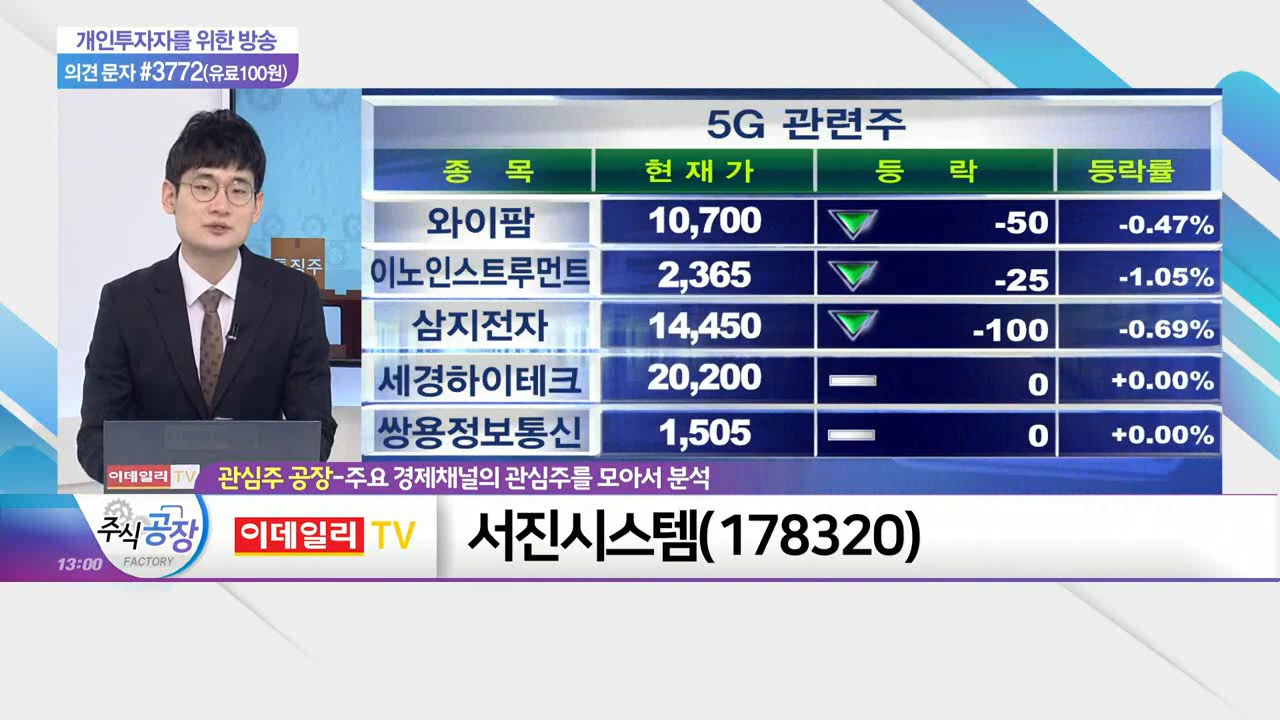 개인투자자를 위한 방송
의견 문자 #3772(유료100원)
5G 관련주
종 목 현 재 가 등 락 등락률
와이팜 10,700 -50 -0.47%
이노인스트루먼트 2,365 -25 -1.05%
삼지전자 14,450 -100 -0.69%
세경하이테크 20,200 0 +0.00%
쌍용정보통신 1,505 0 +0.00%
이데일리 TV 관심주 공장-주요 경제채널의 관심주를 모아서 분석
주식공장
FACTORY
13:00
이데일리 TV
서진시스템(178320)